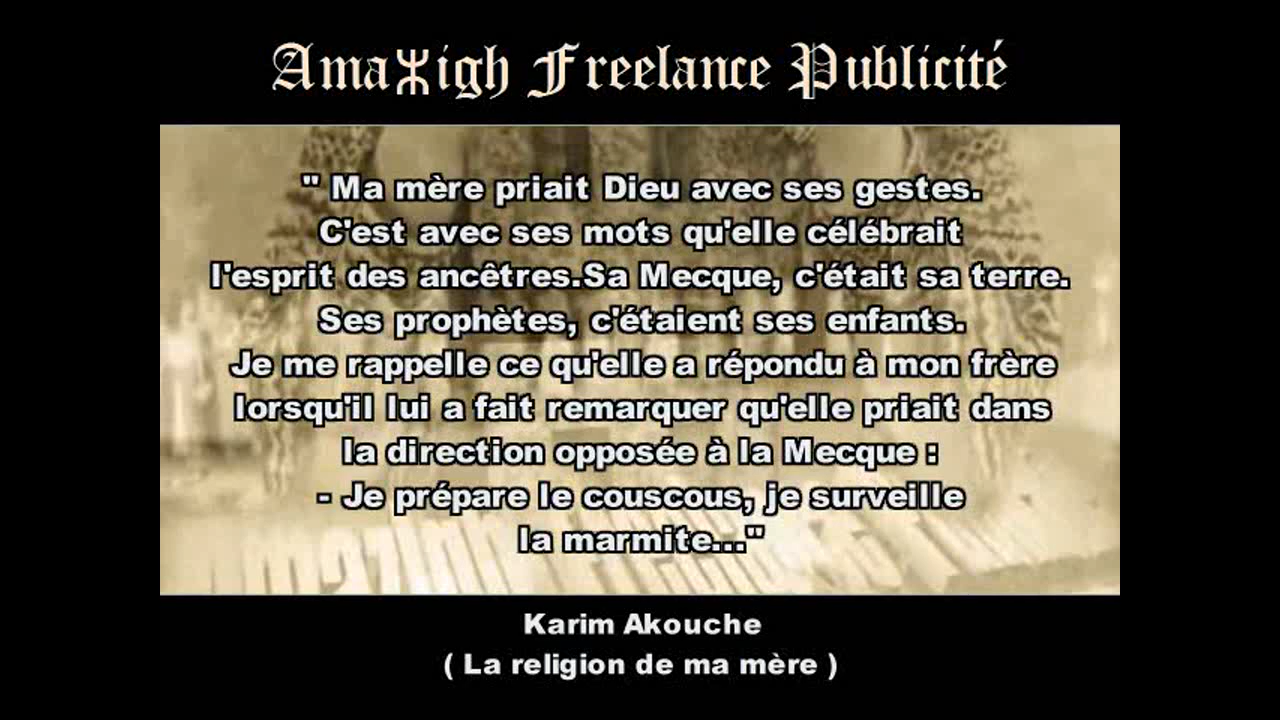 Amaⵣigh Freelance Publicité
" Ma mère priait Dieu avec ses gestes.
C'est avec ses mots qu'elle célébrait
l'esprit des ancêtres.Sa Mecque, c'était sa terre.
Ses prophètes, c'étaient ses enfants.
Je me rappelle ce qu'elle a répondu à mon frère
lorsqu'il lui a fait remarquer qu'elle priait dans
la direction opposée à la Mecque :
- Je prépare le couscous, je surveille
la marmite..."
Karim Akouche
( La religion de ma mère )